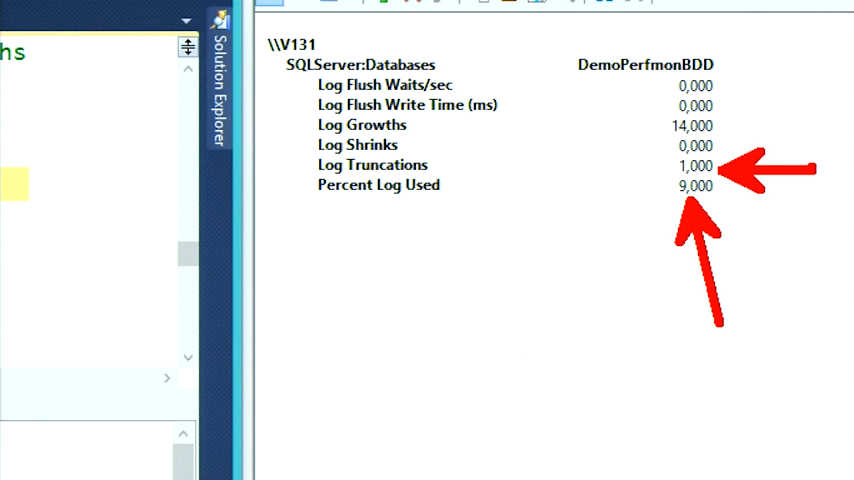 hs
Solution Explorer
\\V131
SQLServer:Databases DemoPerfmonBDD
Log Flush Waits/sec 0,000
Log Flush Write Time (ms) 0,000
Log Growths 14,000
Log Shrinks 0,000
Log Truncations 1,000
Percent Log Used 9,000